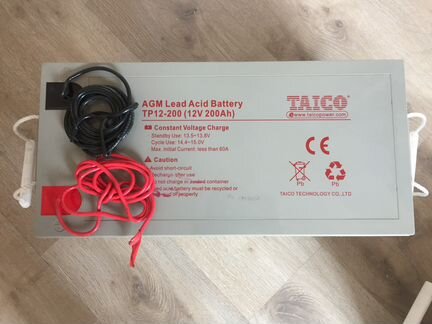 AGM Lead Acid Battery
TP12-200 (12V 200Ah)
TAICO
www.taicopower.com
Constant Voltage Charge
Standby Use: 13.5~13.8V
Cycle Use: 14.4~15.0V
Max. initial Current: less than 60A
Caution
Avoid short-circuit
Recharge after use
Do not charge in sealed container
Lead acid battery must be recycled or
disposed of properly
CE
Pb
Pb
TAICO TECHNOLOGY CO.,LTD